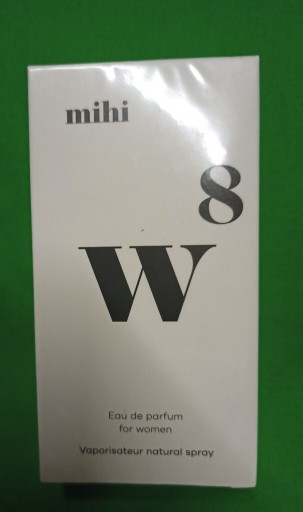 mihi
8
W
Eau de parfum
for women
Vaporisateur natural spray